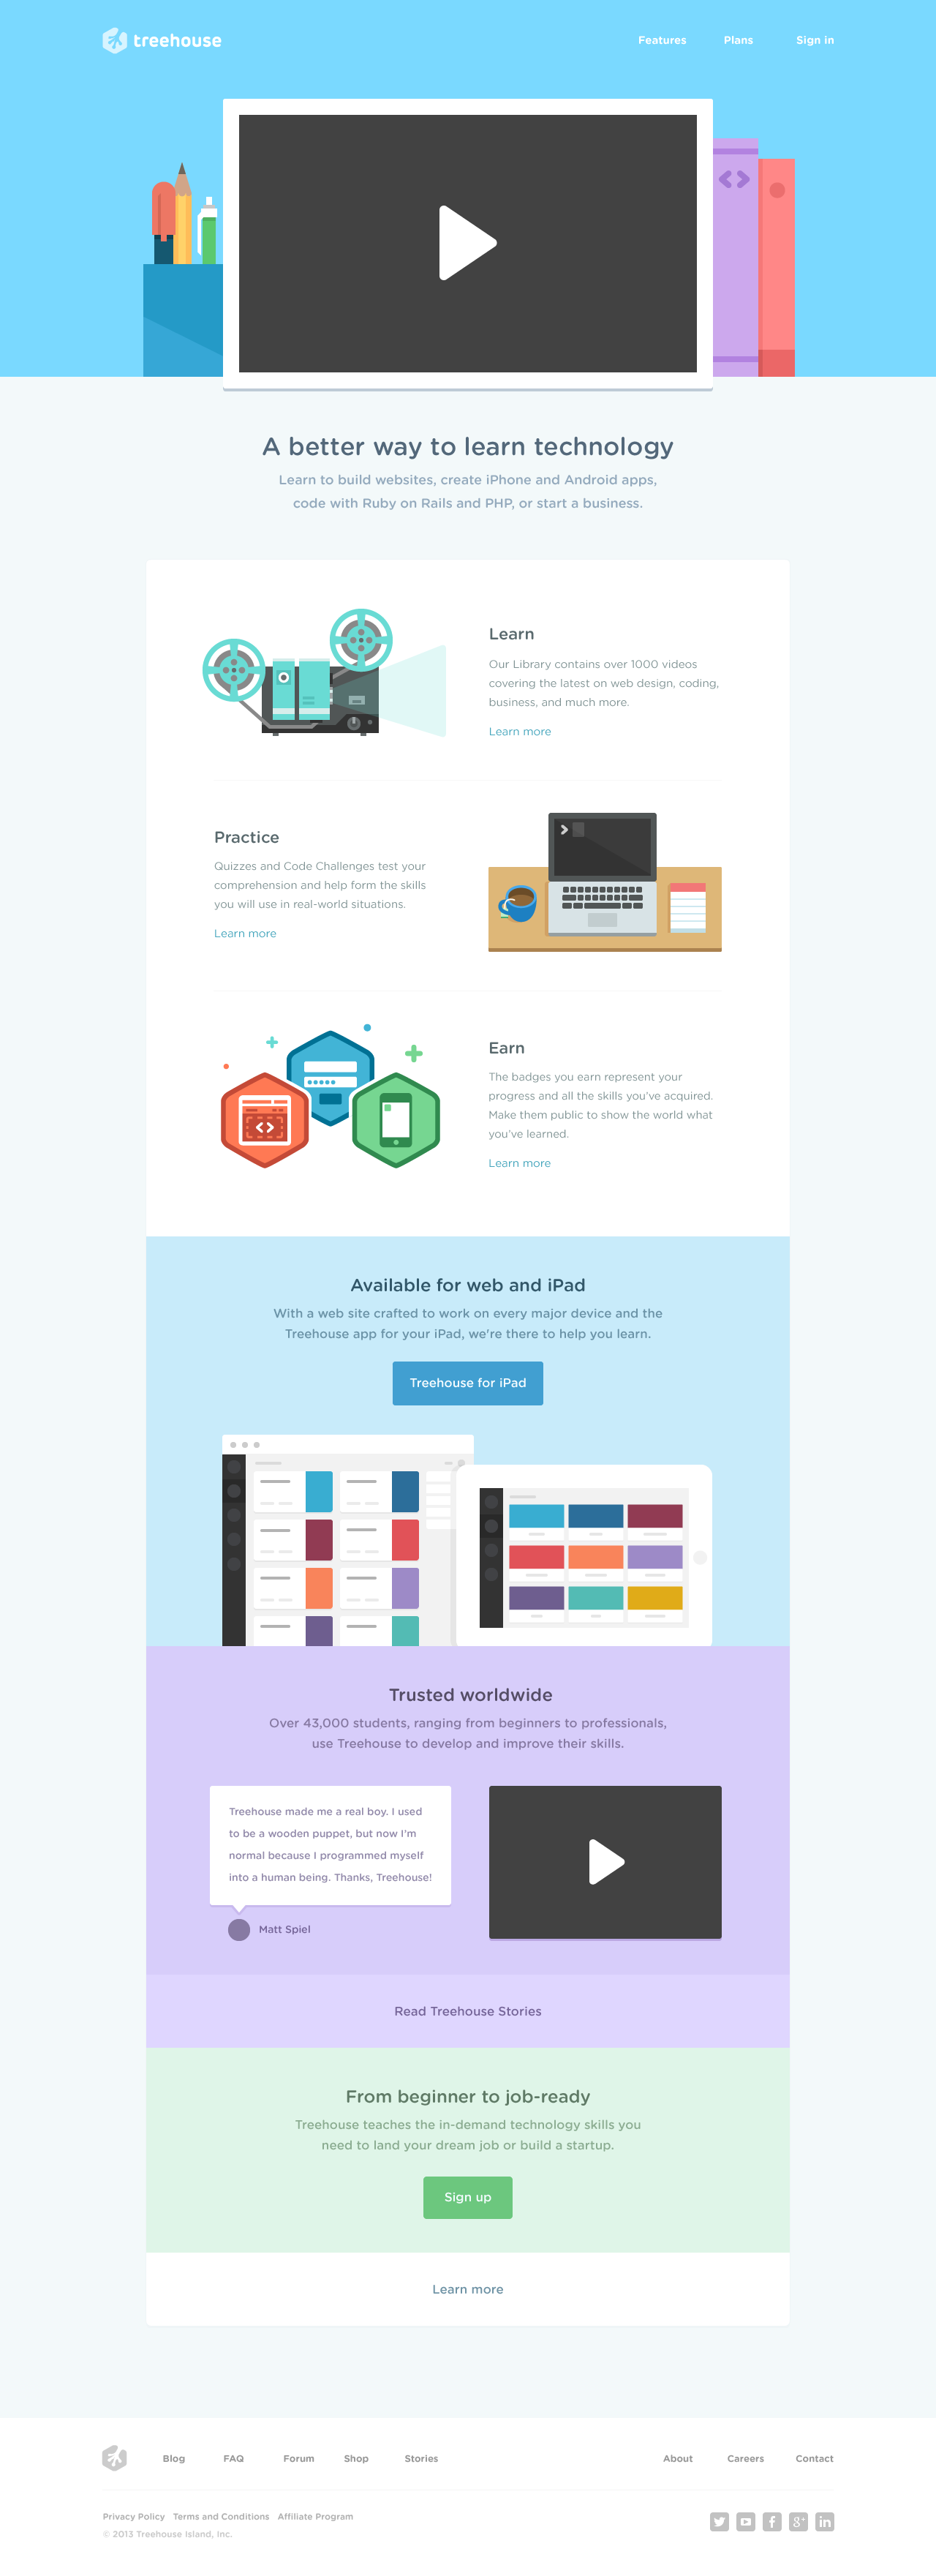 treehouse
Features Plans Sign in
A better way to learn technology
Learn to build websites, create iPhone and Android apps,
code with Ruby on Rails and PHP, or start a business.
Learn
Our Library contains over 1000 videos
covering the latest on web design, coding,
business, and much more.
Learn more
Practice
Quizzes and Code Challenges test your
comprehension and help form the skills
you will use in real-world situations.
Learn more
Earn
The badges you earn represent your
progress and all the skills you've acquired.
Make them public to show the world what
you've learned.
Learn more
Available for web and iPad
With a web site crafted to work on every major device and the
Treehouse app for your iPad, we're there to help you learn.
Treehouse for iPad
Trusted worldwide
Over 43,000 students, ranging from beginners to professionals,
use Treehouse to develop and improve their skills.
Treehouse made me a real boy. I used
to be a wooden puppet, but now I'm
normal because I programmed myself
into a human being. Thanks, Treehouse!
Matt Spiel
Read Treehouse Stories
From beginner to job-ready
Treehouse teaches the in-demand technology skills you
need to land your dream job or build a startup.
Sign up
Learn more
Blog FAQ Forum Shop Stories About Careers Contact
Privacy Policy Terms and Conditions Affiliate Program
© 2013 Treehouse Island, Inc.